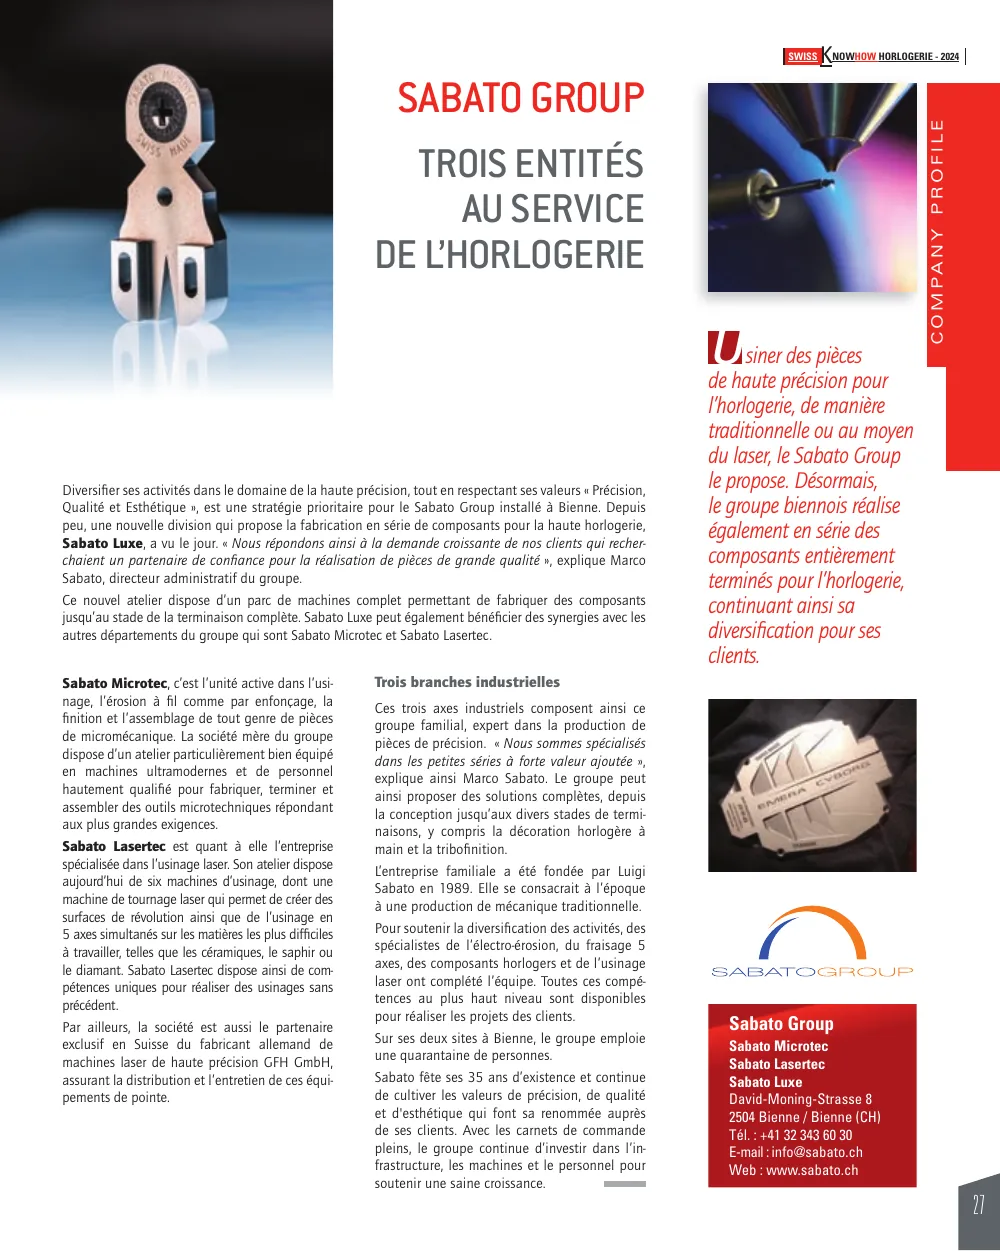 SWISS KNOWHOW HORLOGERIE - 2024
COMPANY PROFILE
SABATO MICROTEC
SWISS MADE
SABATO GROUP
TROIS ENTITÉS
AU SERVICE
DE L’HORLOGERIE
Usiner des pièces
de haute précision pour
l’horlogerie, de manière
traditionnelle ou au moyen
du laser, le Sabato Group
le propose. Désormais,
le groupe biennois réalise
également en série des
composants entièrement
terminés pour l’horlogerie,
continuant ainsi sa
diversification pour ses
clients.
Diversifier ses activités dans le domaine de la haute précision, tout en respectant ses valeurs « Précision,
Qualité et Esthétique », est une stratégie prioritaire pour le Sabato Group installé à Bienne. Depuis
peu, une nouvelle division qui propose la fabrication en série de composants pour la haute horlogerie,
Sabato Luxe, a vu le jour. « Nous répondons ainsi à la demande croissante de nos clients qui recher-
chaient un partenaire de confiance pour la réalisation de pièces de grande qualité », explique Marco
Sabato, directeur administratif du groupe.
Ce nouvel atelier dispose d’un parc de machines complet permettant de fabriquer des composants
jusqu’au stade de la terminaison complète. Sabato Luxe peut également bénéficier des synergies avec les
autres départements du groupe qui sont Sabato Microtec et Sabato Lasertec.
Sabato Microtec, c’est l’unité active dans l’usi-
nage, l’érosion à fil comme par enfonçage, la
finition et l’assemblage de tout genre de pièces
de micromécanique. La société mère du groupe
dispose d’un atelier particulièrement bien équipé
en machines ultramodernes et de personnel
hautement qualifié pour fabriquer, terminer et
assembler des outils microtechniques répondant
aux plus grandes exigences.
Sabato Lasertec est quant à elle l’entreprise
spécialisée dans l’usinage laser. Son atelier dispose
aujourd’hui de six machines d’usinage, dont une
machine de tournage laser qui permet de créer des
surfaces de révolution ainsi que de l’usinage en
5 axes simultanés sur les matières les plus difficiles
à travailler, telles que les céramiques, le saphir ou
le diamant. Sabato Lasertec dispose ainsi de com-
pétences uniques pour réaliser des usinages sans
précédent.
Par ailleurs, la société est aussi le partenaire
exclusif en Suisse du fabricant allemand de
machines laser de haute précision GFH GmbH,
assurant la distribution et l’entretien de ces équi-
pements de pointe.
Trois branches industrielles
Ces trois axes industriels composent ainsi ce
groupe familial, expert dans la production de
pièces de précision. « Nous sommes spécialisés
dans les petites séries à forte valeur ajoutée »,
explique ainsi Marco Sabato. Le groupe peut
ainsi proposer des solutions complètes, depuis
la conception jusqu’aux divers stades de termi-
naisons, y compris la décoration horlogère à
main et la tribofinition.
L’entreprise familiale a été fondée par Luigi
Sabato en 1989. Elle se consacrait à l’époque
à une production de mécanique traditionnelle.
Pour soutenir la diversification des activités, des
spécialistes de l’électro-érosion, du fraisage 5
axes, des composants horlogers et de l’usinage
laser ont complété l’équipe. Toutes ces compé-
tences au plus haut niveau sont disponibles
pour réaliser les projets des clients.
Sur ses deux sites à Bienne, le groupe emploie
une quarantaine de personnes.
Sabato fête ses 35 ans d’existence et continue
de cultiver les valeurs de précision, de qualité
et d'esthétique qui font sa renommée auprès
de ses clients. Avec les carnets de commande
pleins, le groupe continue d’investir dans l’in-
frastructure, les machines et le personnel pour
soutenir une saine croissance.
EMERA CYBORG
SABATOGROUP
Sabato Group
Sabato Microtec
Sabato Lasertec
Sabato Luxe
David-Moning-Strasse 8
2504 Bienne / Bienne (CH)
Tél. : +41 32 343 60 30
E-mail : info@sabato.ch
Web : www.sabato.ch
27